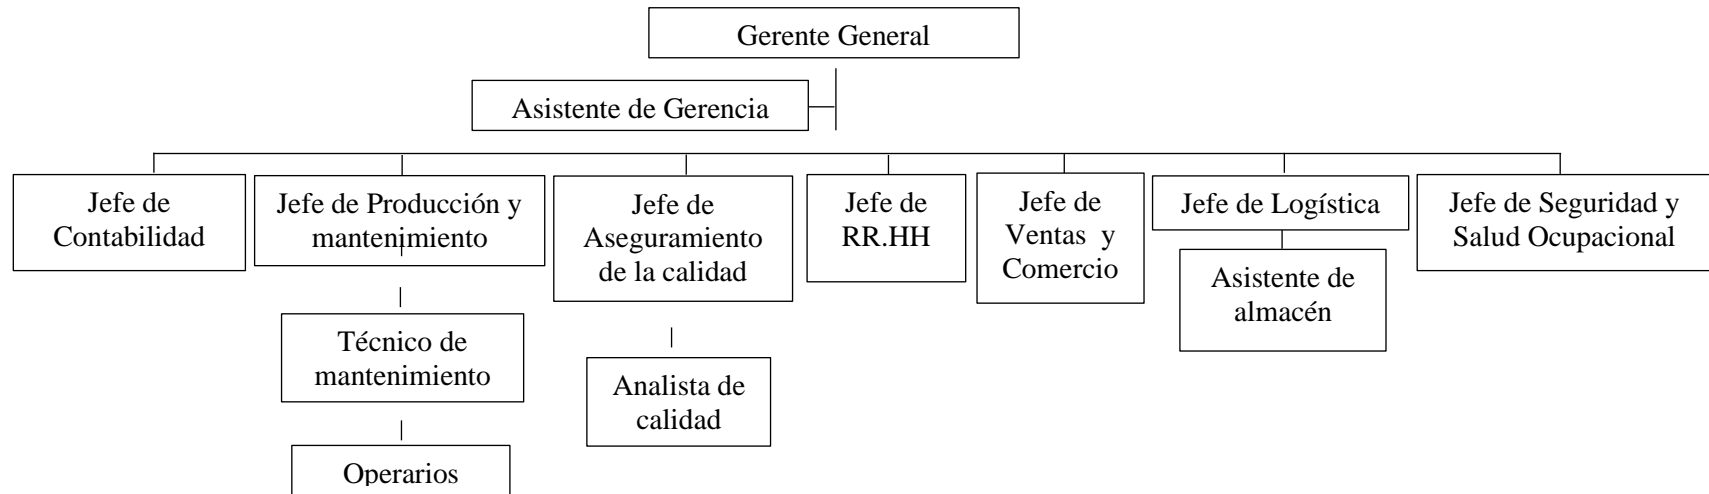 Gerente General
Asistente de Gerencia
Jefe de
Contabilidad
Jefe de Producción y
mantenimiento
Jefe de
Aseguramiento
de la calidad
Jefe de
RR.HH
Jefe de
Ventas y
Comercio
Jefe de Logística
Jefe de Seguridad y
Salud Ocupacional
Asistente de
almacén
Técnico de
mantenimiento
Analista de
calidad
Operarios